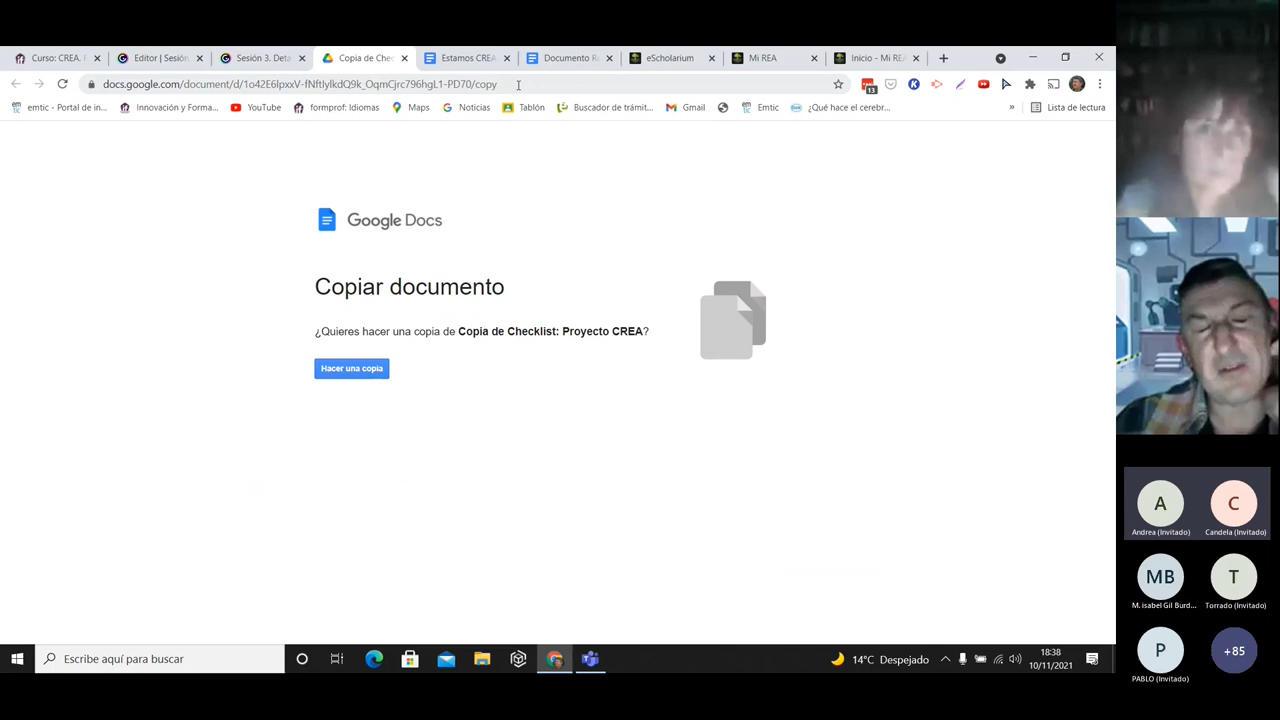 Curso: CREA.
Editor | Sesión
Sesión 3. Deta
Copia de Chec
Estamos CREA
Documento R
eScholarium
Mi REA
Inicio - Mi REA
docs.google.com/document/d/1o42E6IpxxV-fNftIylkdQ9k_OqmCjrc796hgL1-PD70/copy
13
emtic - Portal de in...
Innovación y Forma...
YouTube
formprof: Idiomas
Maps
Noticias
Tablón
Buscador de trámit...
Gmail
Emtic
¿Qué hace el cerebr...
»
Lista de lectura
Google Docs
Copiar documento
¿Quieres hacer una copia de Copia de Checklist: Proyecto CREA?
Hacer una copia
A
Andrea (Invitado)
C
Candela (Invitado)
MB
M. isabel Gil Burd...
T
Torrado (Invitado)
P
PABLO (Invitado)
+85
Escribe aquí para buscar
14°C Despejado
18:38
10/11/2021